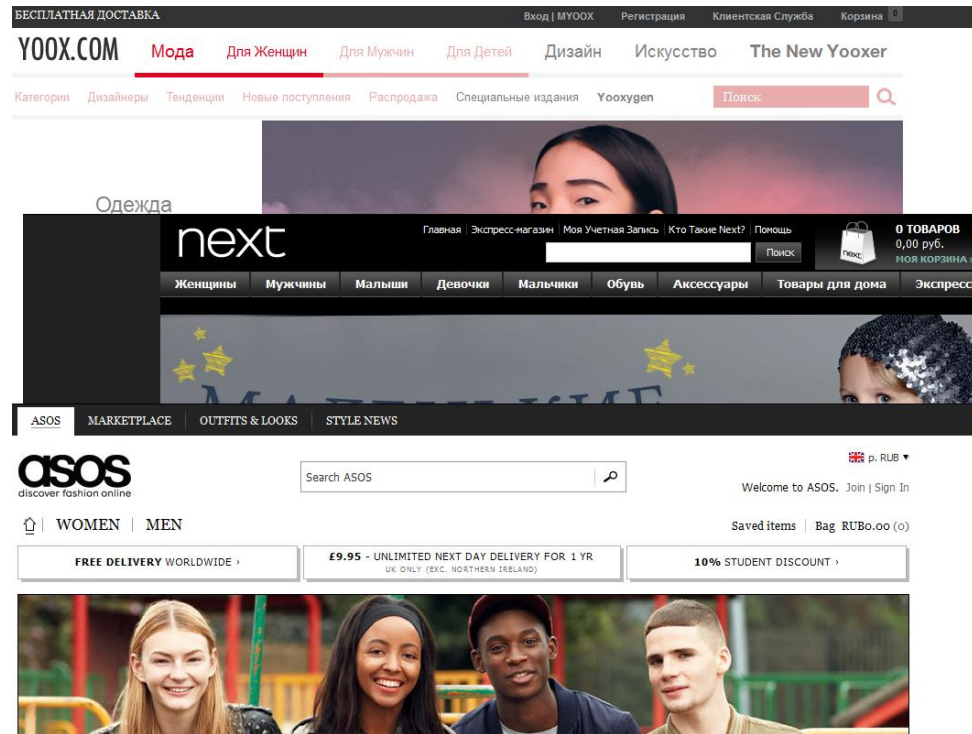 БЕСПЛАТНАЯ ДОСТАВКА Вход | MYOOX Регистрация Клиентская Служба Корзина 0
YOOX.COM Мода Для Женщин Для Мужчин Для Детей Дизайн Искусство The New Yooxer
Категории Дизайнеры Тенденции Новые поступления Распродажа Специальные издания Yooxygen Поиск
Одежда
next Главная Экспресс-магазин Моя Учетная Запись Кто Такие Next? Помощь
Поиск
next
0 ТОВАРОВ
0,00 руб.
МОЯ КОРЗИНА
Женщины Мужчины Малыши Девочки Мальчики Обувь Аксессуары Товары для дома Экспресс
МАЛЕНЬКИЕ
ASOS MARKETPLACE OUTFITS & LOOKS STYLE NEWS
р. RUB
asos
discover fashion online
Search ASOS
Welcome to ASOS. Join | Sign In
WOMEN | MEN Saved items Bag RUB0.00 (0)
FREE DELIVERY WORLDWIDE ›
£9.95 - UNLIMITED NEXT DAY DELIVERY FOR 1 YR
UK ONLY (EXC. NORTHERN IRELAND)
10% STUDENT DISCOUNT ›